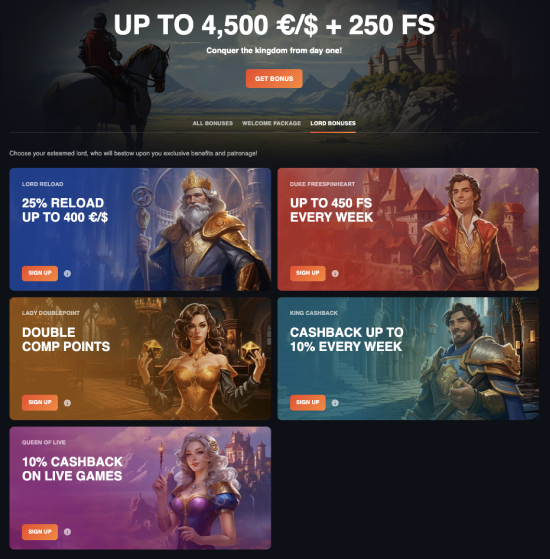 UP TO 4,500 €/$ + 250 FS
Conquer the kingdom from day one!
GET BONUS
ALL BONUSES WELCOME PACKAGE LORD BONUSES
Choose your esteemed lord, who will bestow upon you exclusive benefits and patronage!
LORD RELOAD
25% RELOAD
UP TO 400 €/$
SIGN UP
DUKE FREESPINHEART
UP TO 450 FS
EVERY WEEK
SIGN UP
LADY DOUBLEPOINT
DOUBLE
COMP POINTS
SIGN UP
KING CASHBACK
CASHBACK UP TO
10% EVERY WEEK
SIGN UP
QUEEN OF LIVE
10% CASHBACK
ON LIVE GAMES
SIGN UP